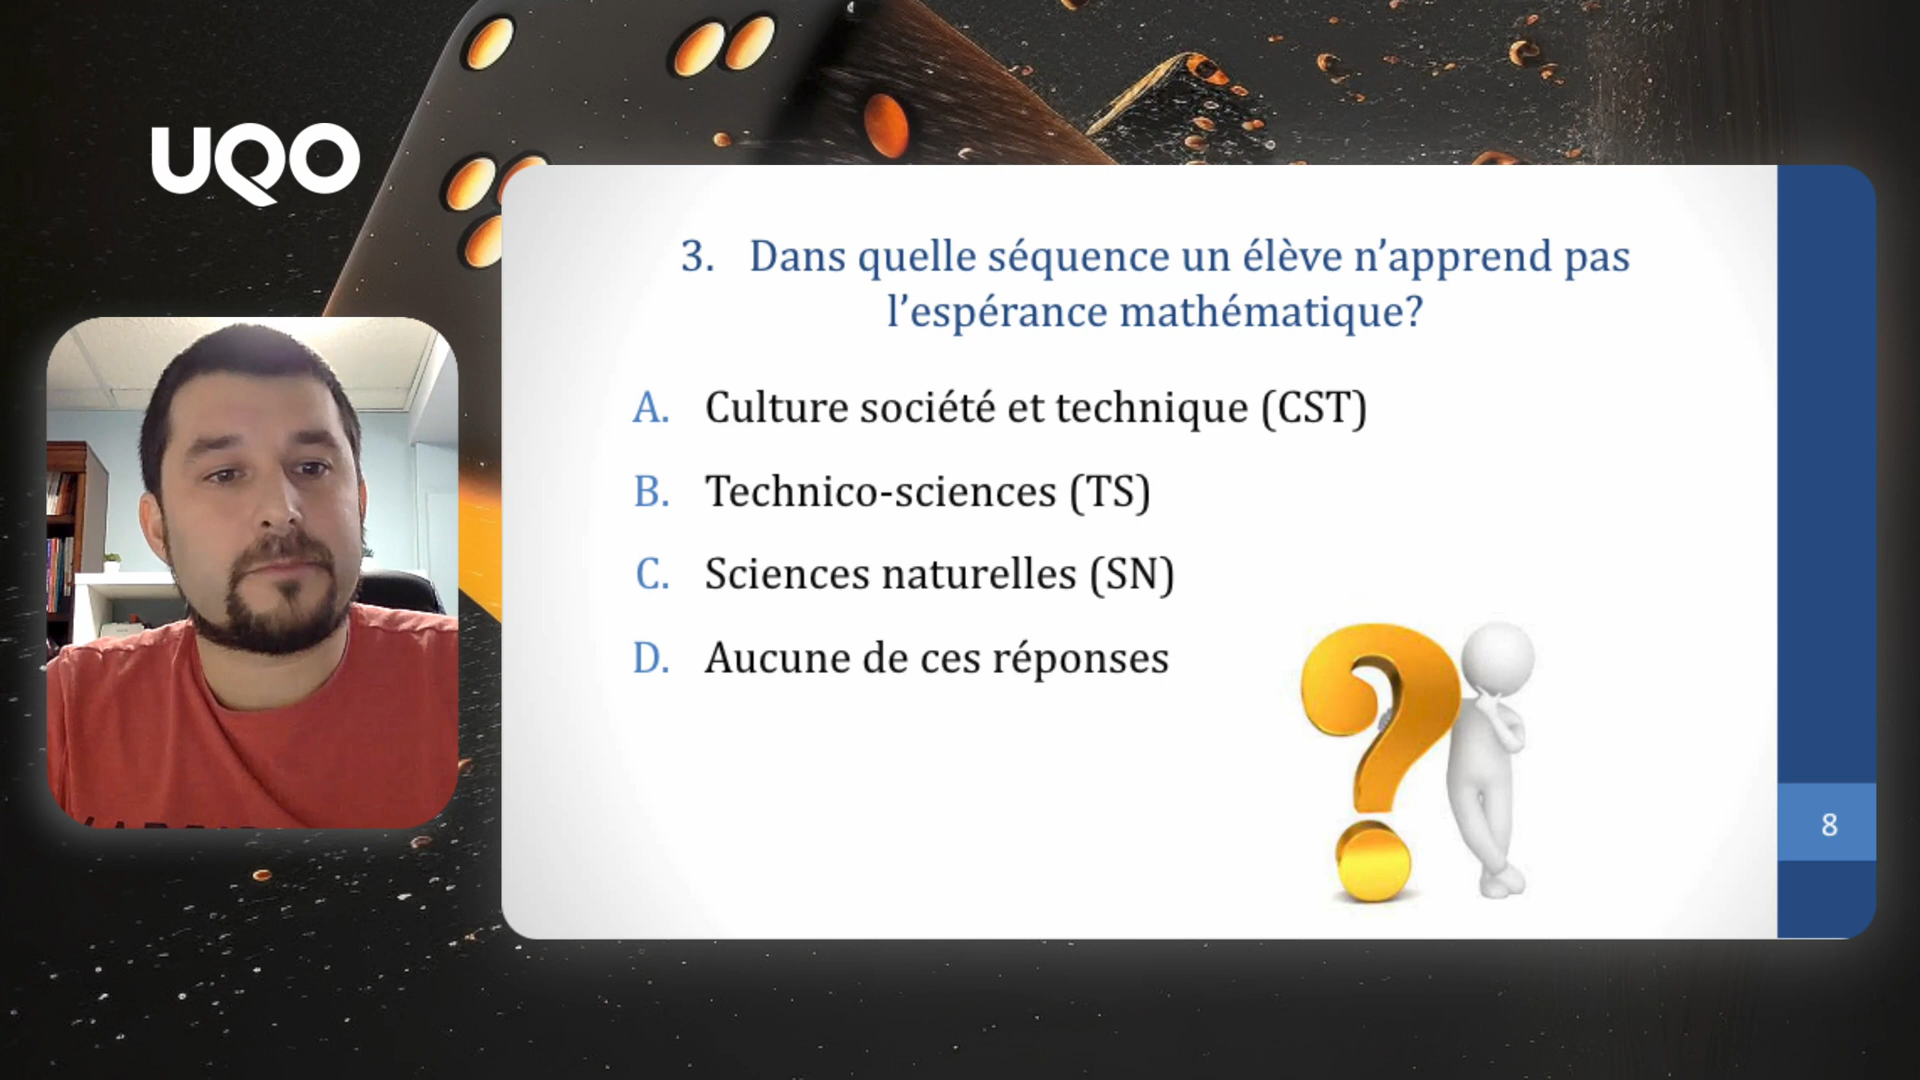 UQO
3. Dans quelle séquence un élève n’apprend pas
l’espérance mathématique?
A. Culture société et technique (CST)
B. Technico-sciences (TS)
C. Sciences naturelles (SN)
D. Aucune de ces réponses
8